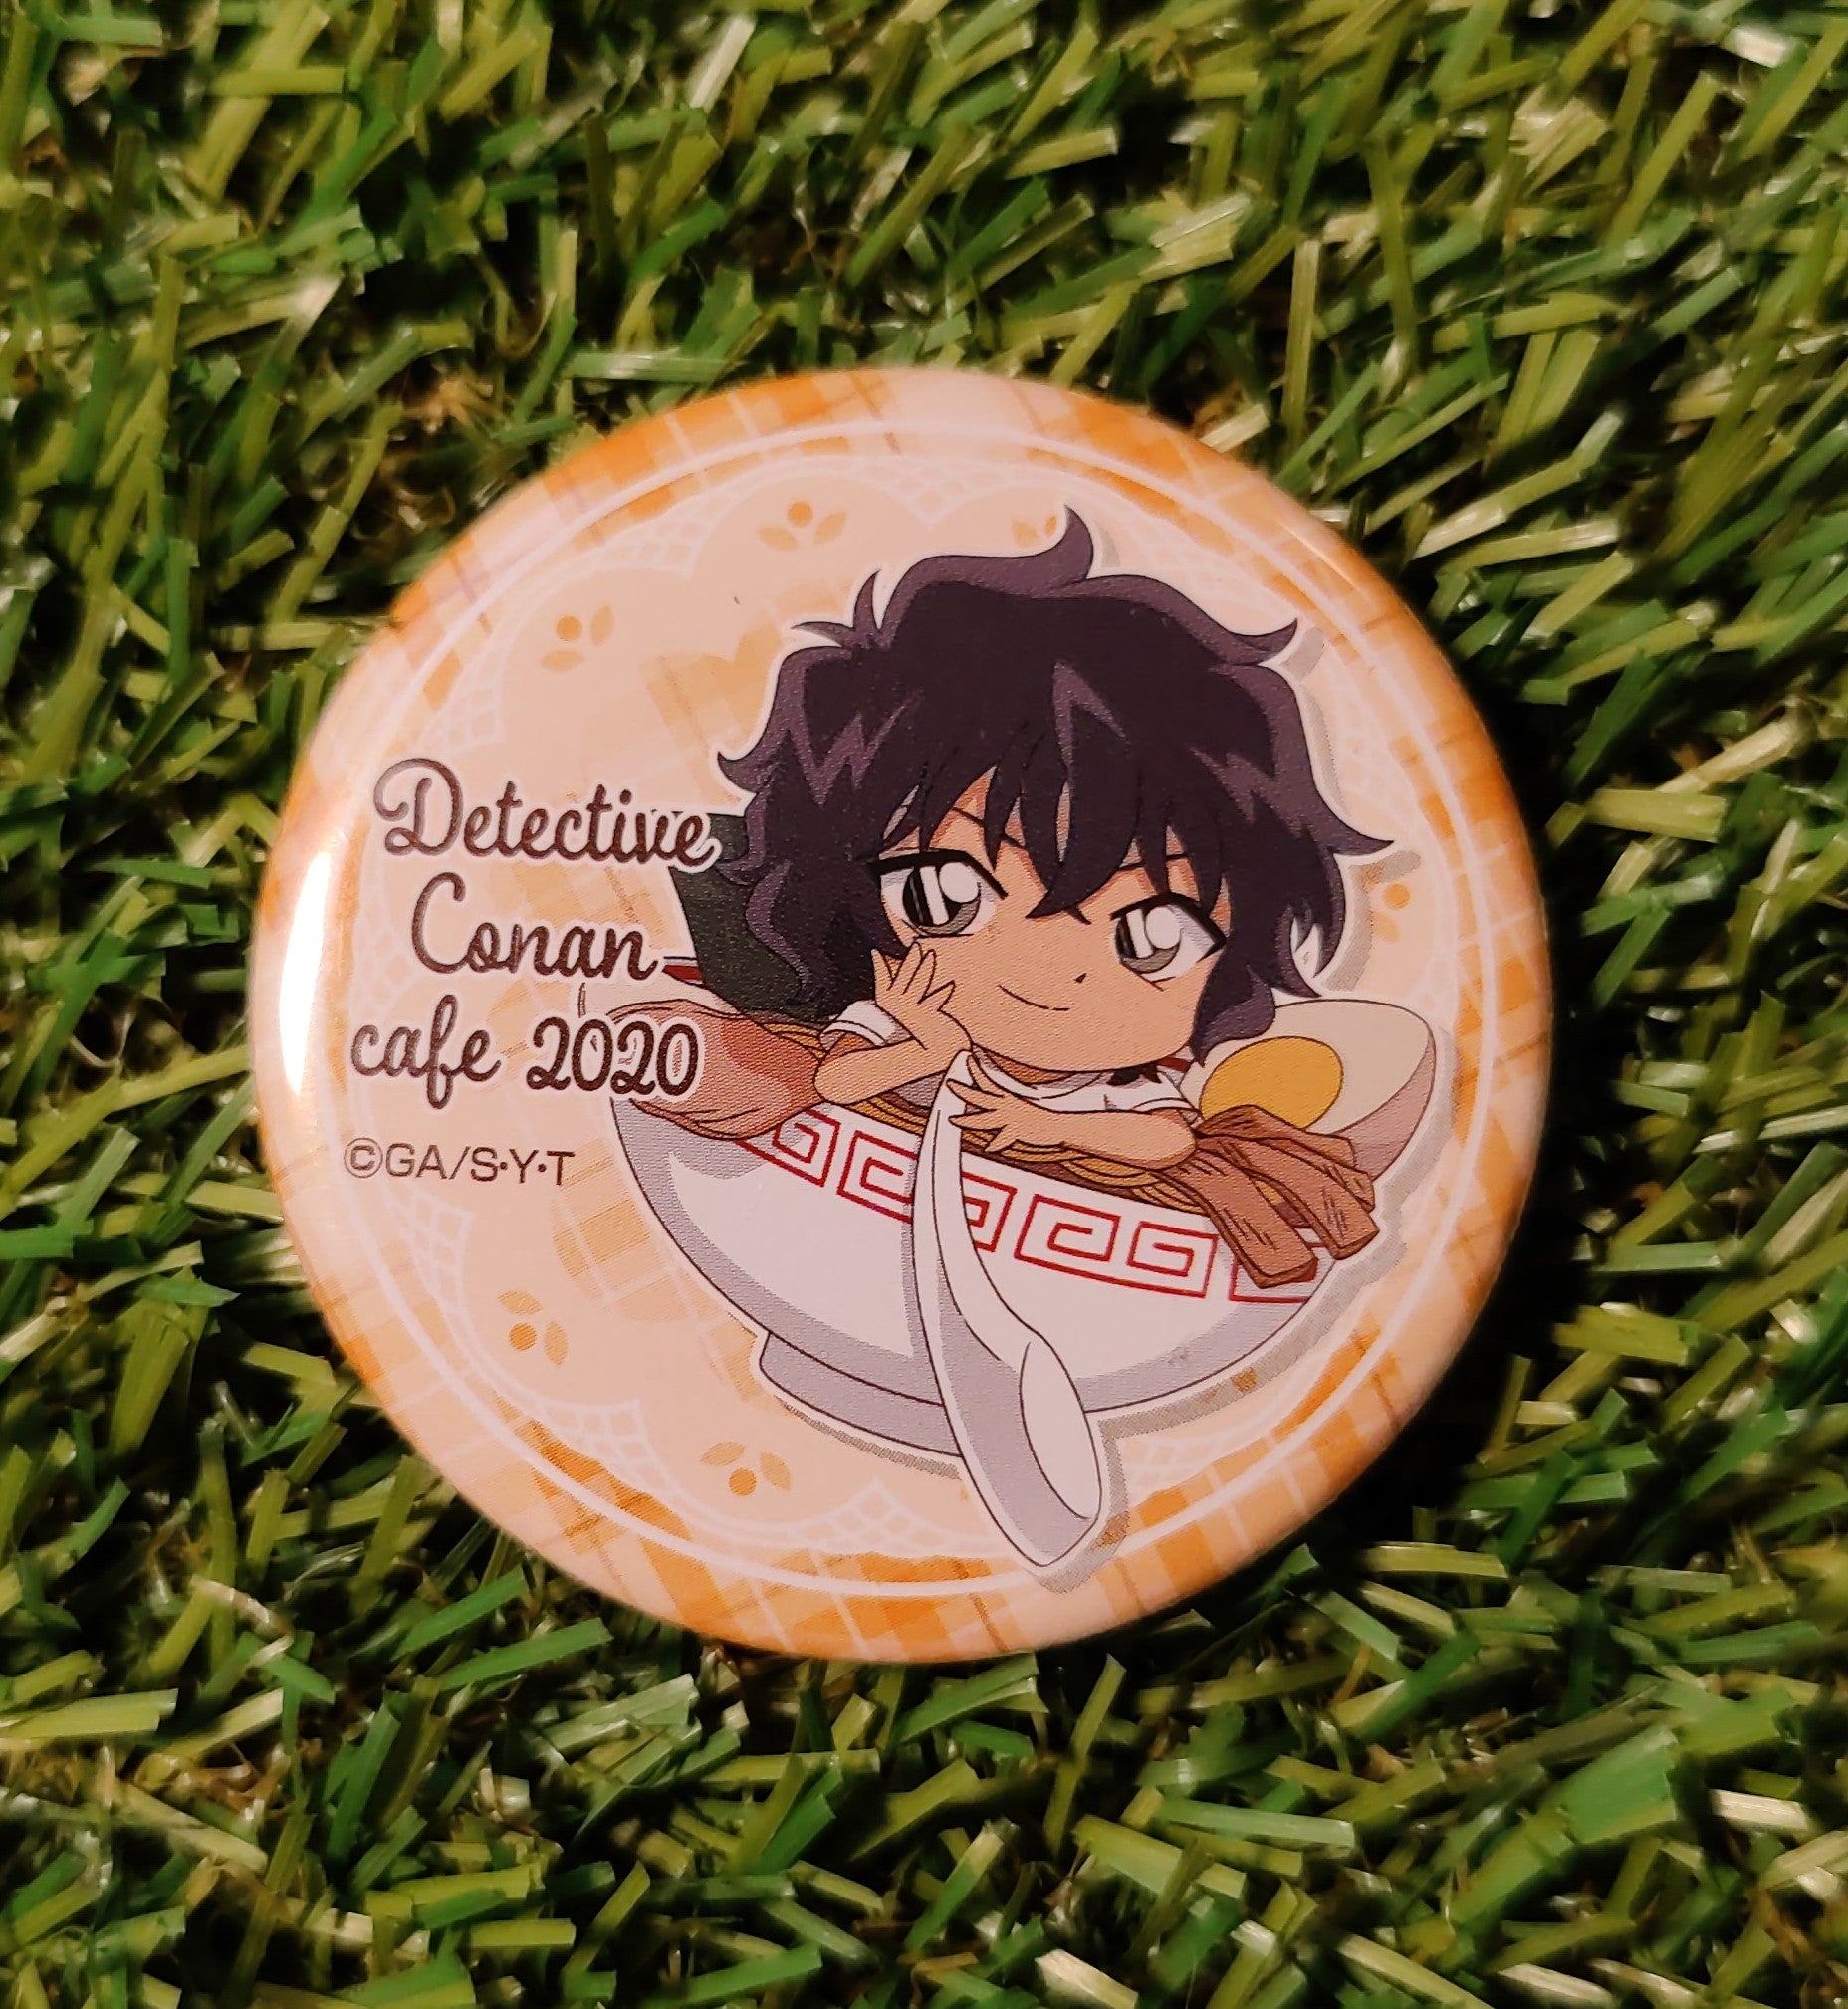 Detective
Conan
cafe 2020
©GA/S·Y·T